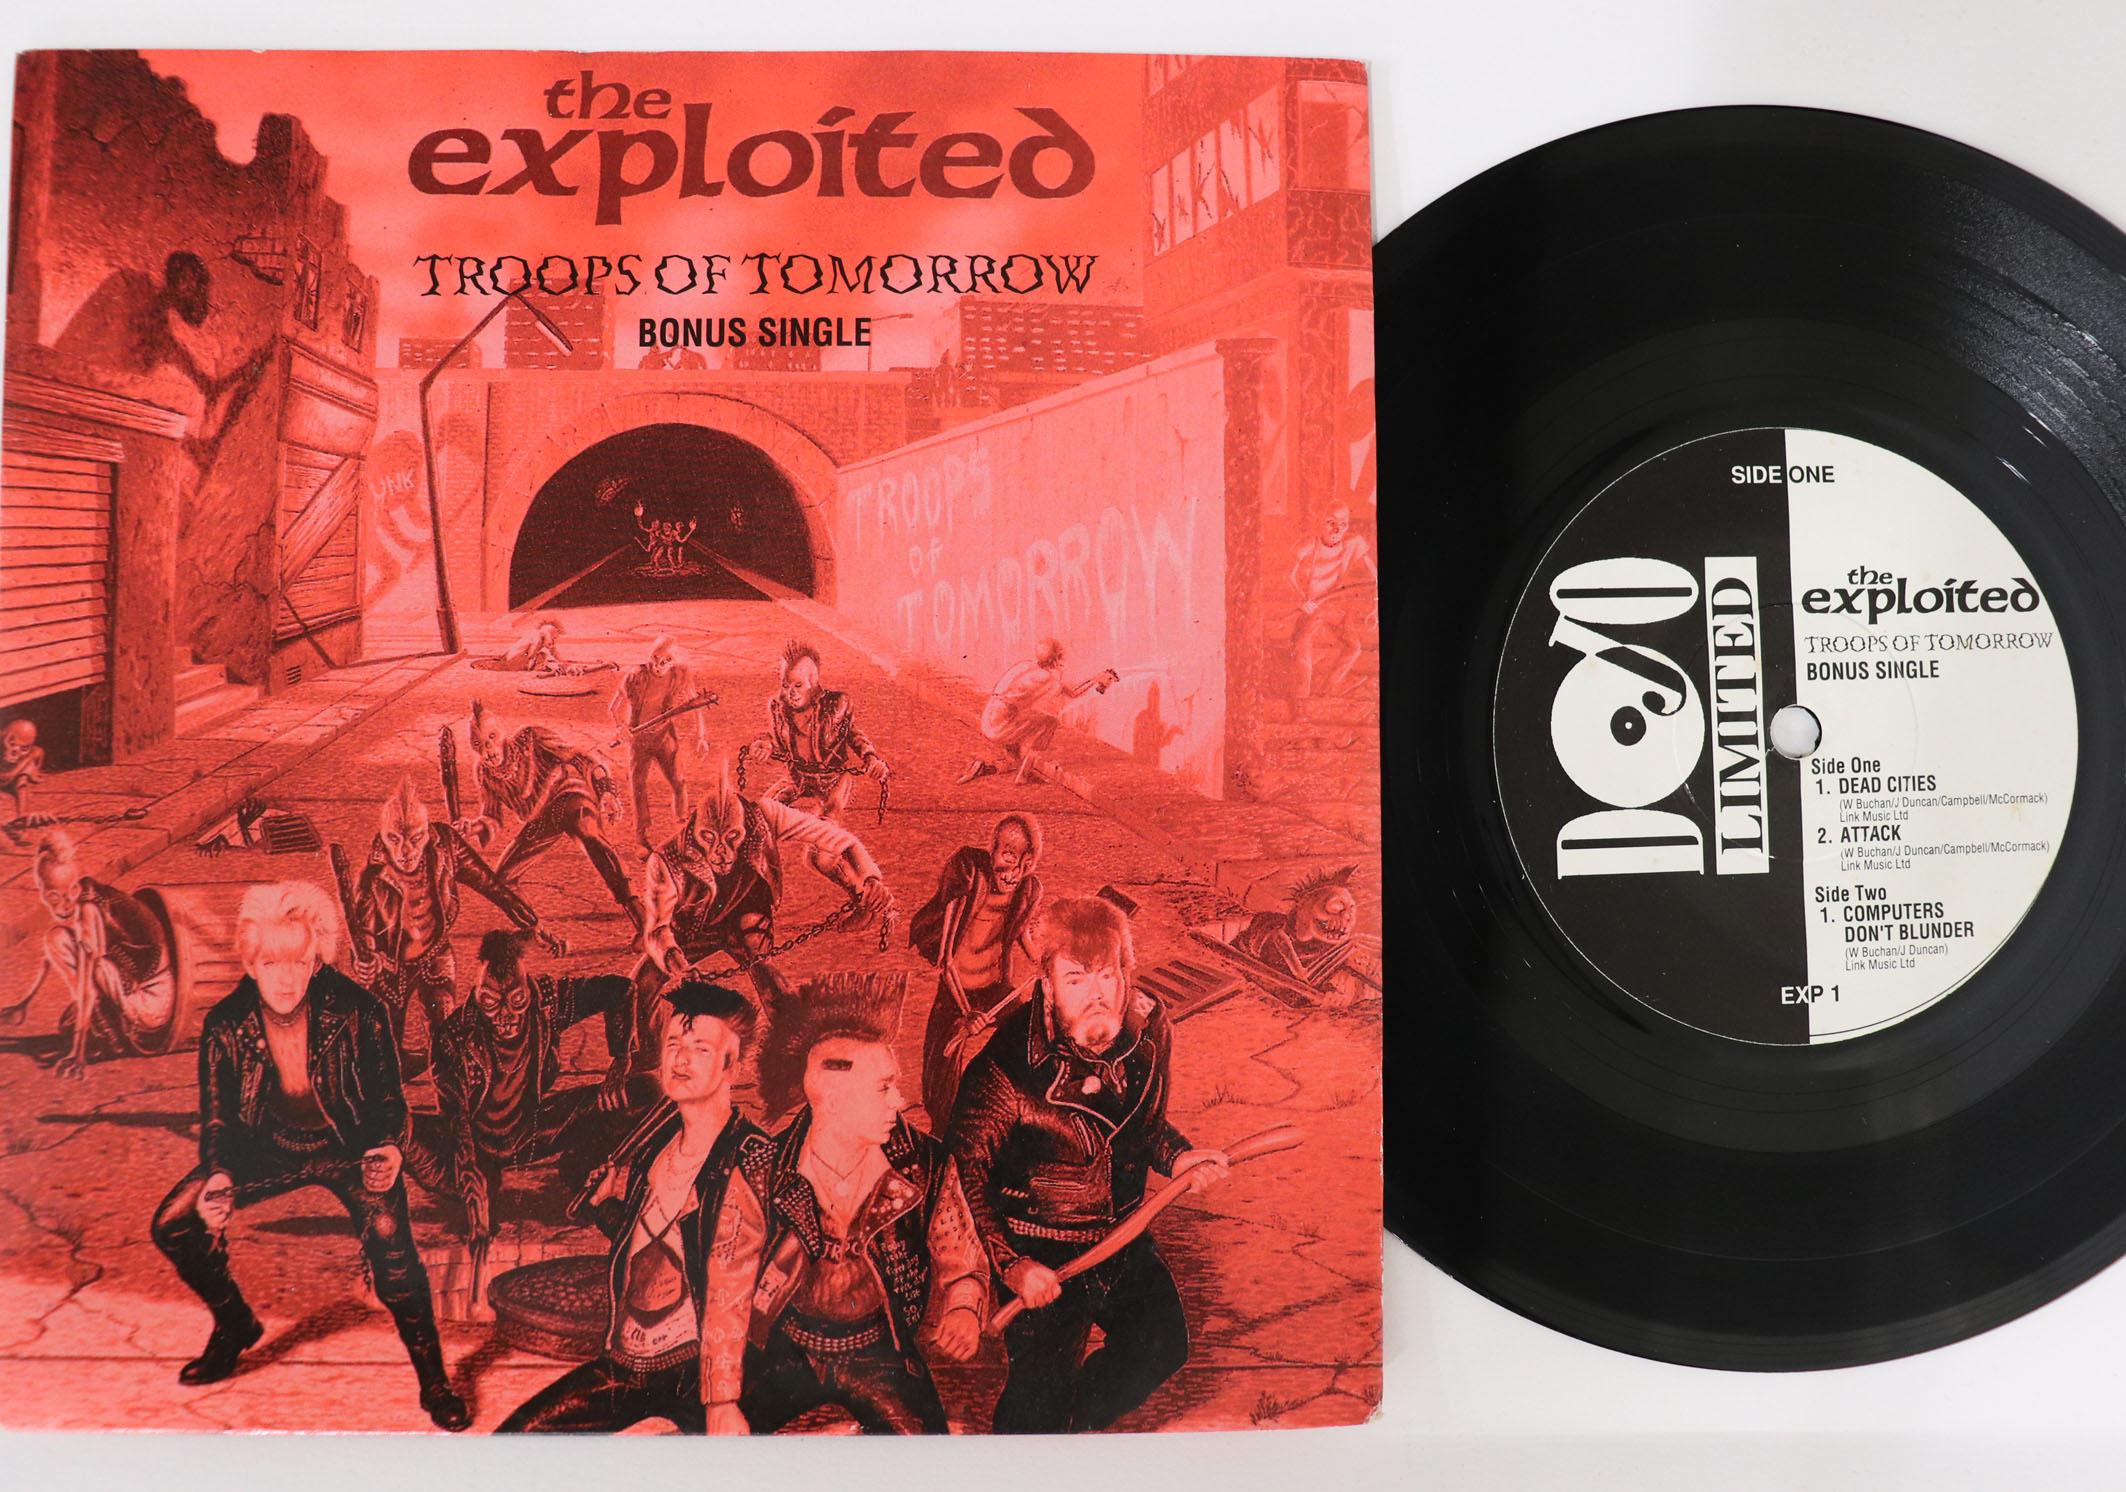 the
exploited
TROOPS OF TOMORROW
BONUS SINGLE
TROOPS
OF
TOMORROW
SIDE ONE
DOJO
LIMITED
the
exploited
TROOPS OF TOMORROW
BONUS SINGLE
Side One
1. DEAD CITIES
(W Buchan/J Duncan/Campbell/McCormack)
Link Music Ltd
2. ATTACK
(W Buchan/J Duncan/Campbell/McCormack)
Link Music Ltd
Side Two
1. COMPUTERS
DON'T BLUNDER
(W Buchan/J Duncan)
Link Music Ltd
EXP 1